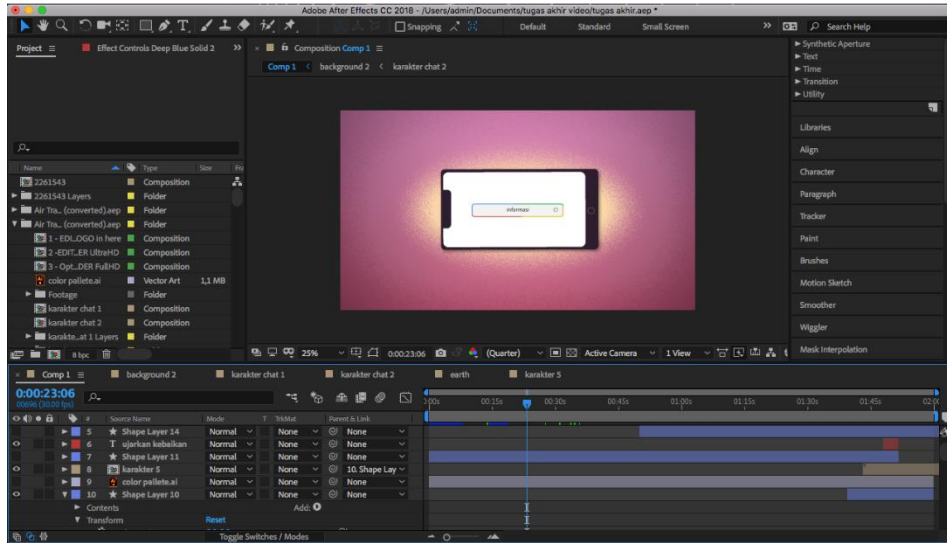 Adobe After Effects CC 2018 - /Users/admin/Documents/tugas akhir video/tugas akhir.aep *
Snapping Default Standard Small Screen Search Help
Project Effect Controls Deep Blue Solid 2
Composition Comp 1
Comp 1 background 2 karakter chat 2
Name Type Size
2261543 Composition
2261543 Layers Folder
Air Tra... (converted).aep Folder
Air Tra... (converted).aep Folder
1 - EDI...OGO in here Composition
2 -EDIT...ER UltraHD Composition
3 - Opt...DER FullHD Composition
color pallete.ai Vector Art 1,1 MB
Footage Folder
karakter chat 1 Composition
karakter chat 2 Composition
karakte...at 1 Layers Folder
8 bpc
informasi
25% 0:00:23:06 (Quarter) Active Camera 1 View
Synthetic Aperture
Text
Time
Transition
Utility
Libraries
Align
Character
Paragraph
Tracker
Paint
Brushes
Motion Sketch
Smoother
Wiggler
Mask Interpolation
Comp 1 background 2 karakter chat 1 karakter chat 2 earth karakter 5
0:00:23:06
00696 (30.00 fps)
00:15s 00:30s 00:45s 01:00s 01:15s 01:30s 01:45s
# Source Name Mode T TrkMat Parent & Link
5 Shape Layer 14 Normal None None
6 T ujarkan kebaikan Normal None None
7 Shape Layer 11 Normal None None
8 karakter 5 Normal None 10. Shape Lay
9 color pallete.ai Normal None None
10 Shape Layer 10 Normal None None
Contents Add:
Transform Reset
Toggle Switches / Modes